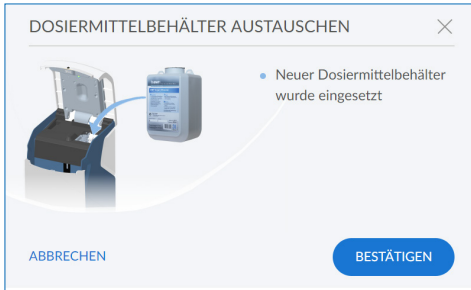 DOSIERMITTELBEHÄLTER AUSTAUSCHEN
Neuer Dosiermittelbehälter
wurde eingesetzt
ABBRECHEN
BESTÄTIGEN